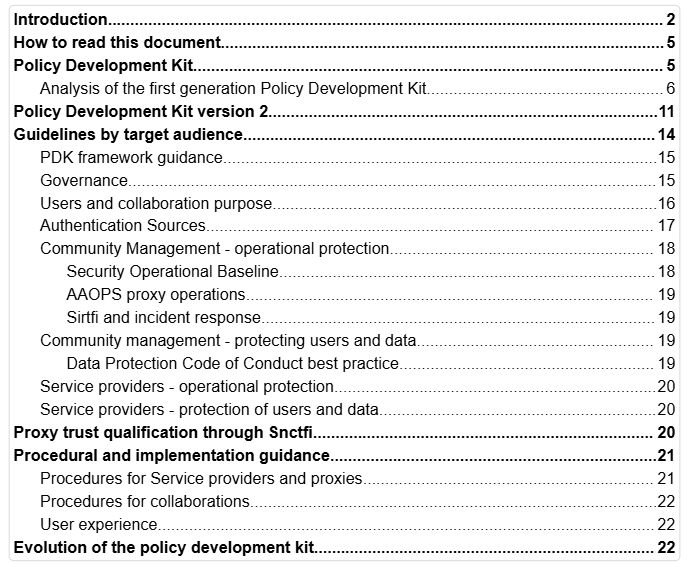 Introduction 2
How to read this document 5
Policy Development Kit 5
Analysis of the first generation Policy Development Kit 6
Policy Development Kit version 2 11
Guidelines by target audience 14
PDK framework guidance 15
Governance 15
Users and collaboration purpose 16
Authentication Sources 17
Community Management - operational protection 18
Security Operational Baseline 18
AAOPS proxy operations 19
Sirtfi and incident response 19
Community management - protecting users and data 19
Data Protection Code of Conduct best practice 19
Service providers - operational protection 20
Service providers - protection of users and data 20
Proxy trust qualification through Snctfi 20
Procedural and implementation guidance 21
Procedures for Service providers and proxies 21
Procedures for collaborations 22
User experience 22
Evolution of the policy development kit 22